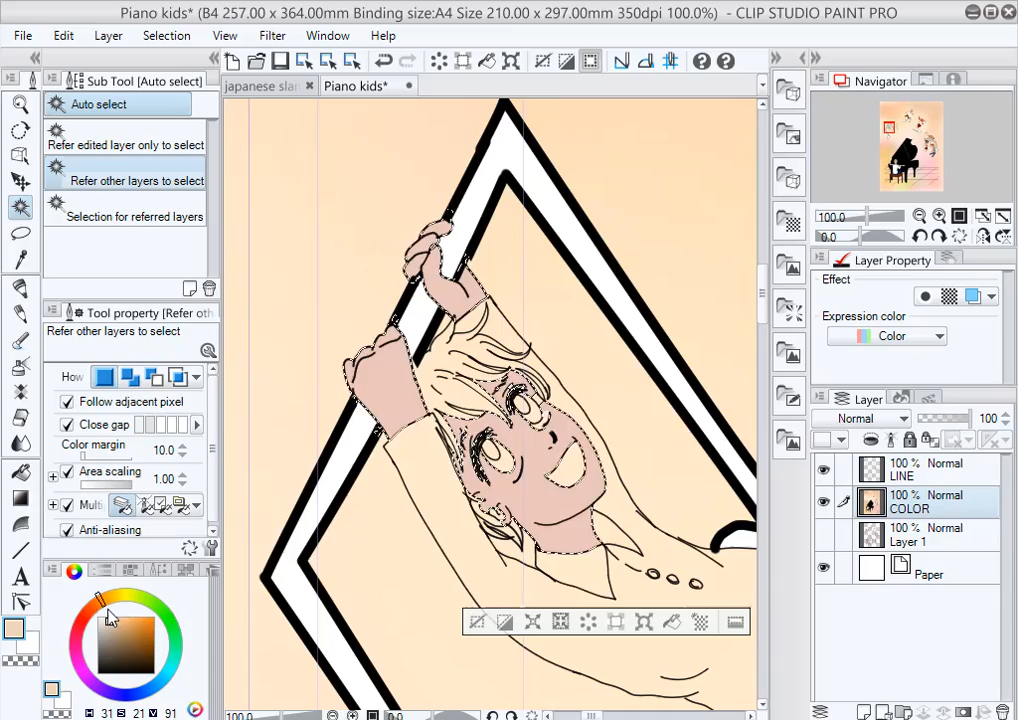 Piano kids* (B4 257.00 x 364.00mm Binding size:A4 Size 210.00 x 297.00mm 350dpi 100.0%) - CLIP STUDIO PAINT PRO
File Edit Layer Selection View Filter Window Help
Sub Tool [Auto select]
Auto select
Refer edited layer only to select
Refer other layers to select
Selection for referred layers
Tool property [Refer oth
Refer other layers to select
How
Follow adjacent pixel
Close gap
Color margin
10.0
Area scaling
1.00
Multi
Anti-aliasing
H 31 S 21 V 91
japanese slan
Piano kids*
100.0
0.0
Navigator
100.0
0.0
Layer Property
Effect
Expression color
Color
Layer
Normal
100
100 % Normal
LINE
100 % Normal
COLOR
100 % Normal
Layer 1
Paper